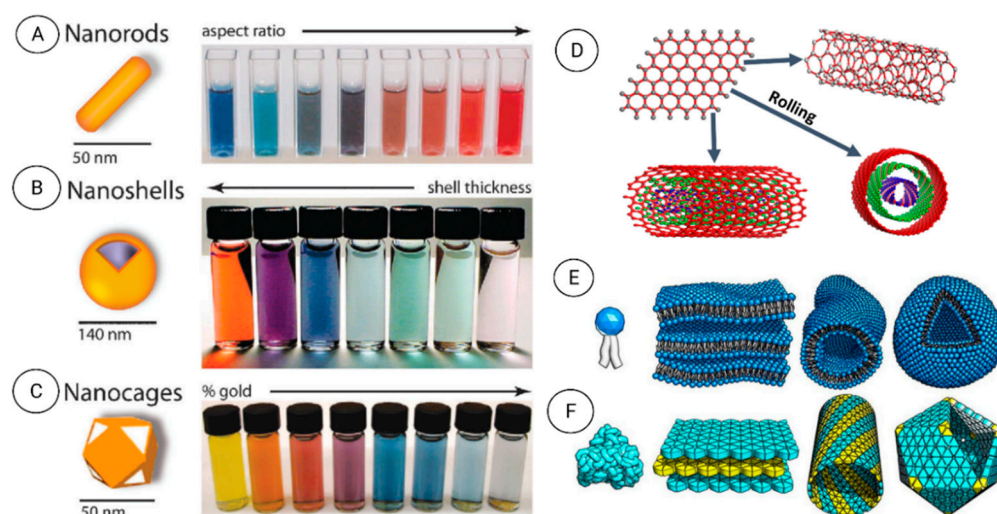 A Nanorods
aspect ratio
50 nm
B Nanoshells
shell thickness
140 nm
C Nanocages
% gold
50 nm
D
Rolling
E
F